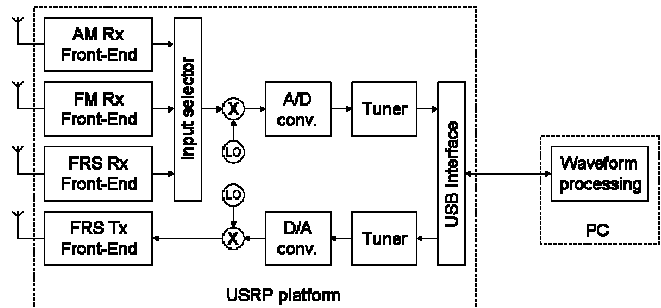 AM Rx
Front-End
FM Rx
Front-End
FRS Rx
Front-End
FRS Tx
Front-End
Input selector
X
LO
LO
X
A/D
conv.
Tuner
D/A
conv.
Tuner
USB Interface
Waveform
processing
PC
USRP platform